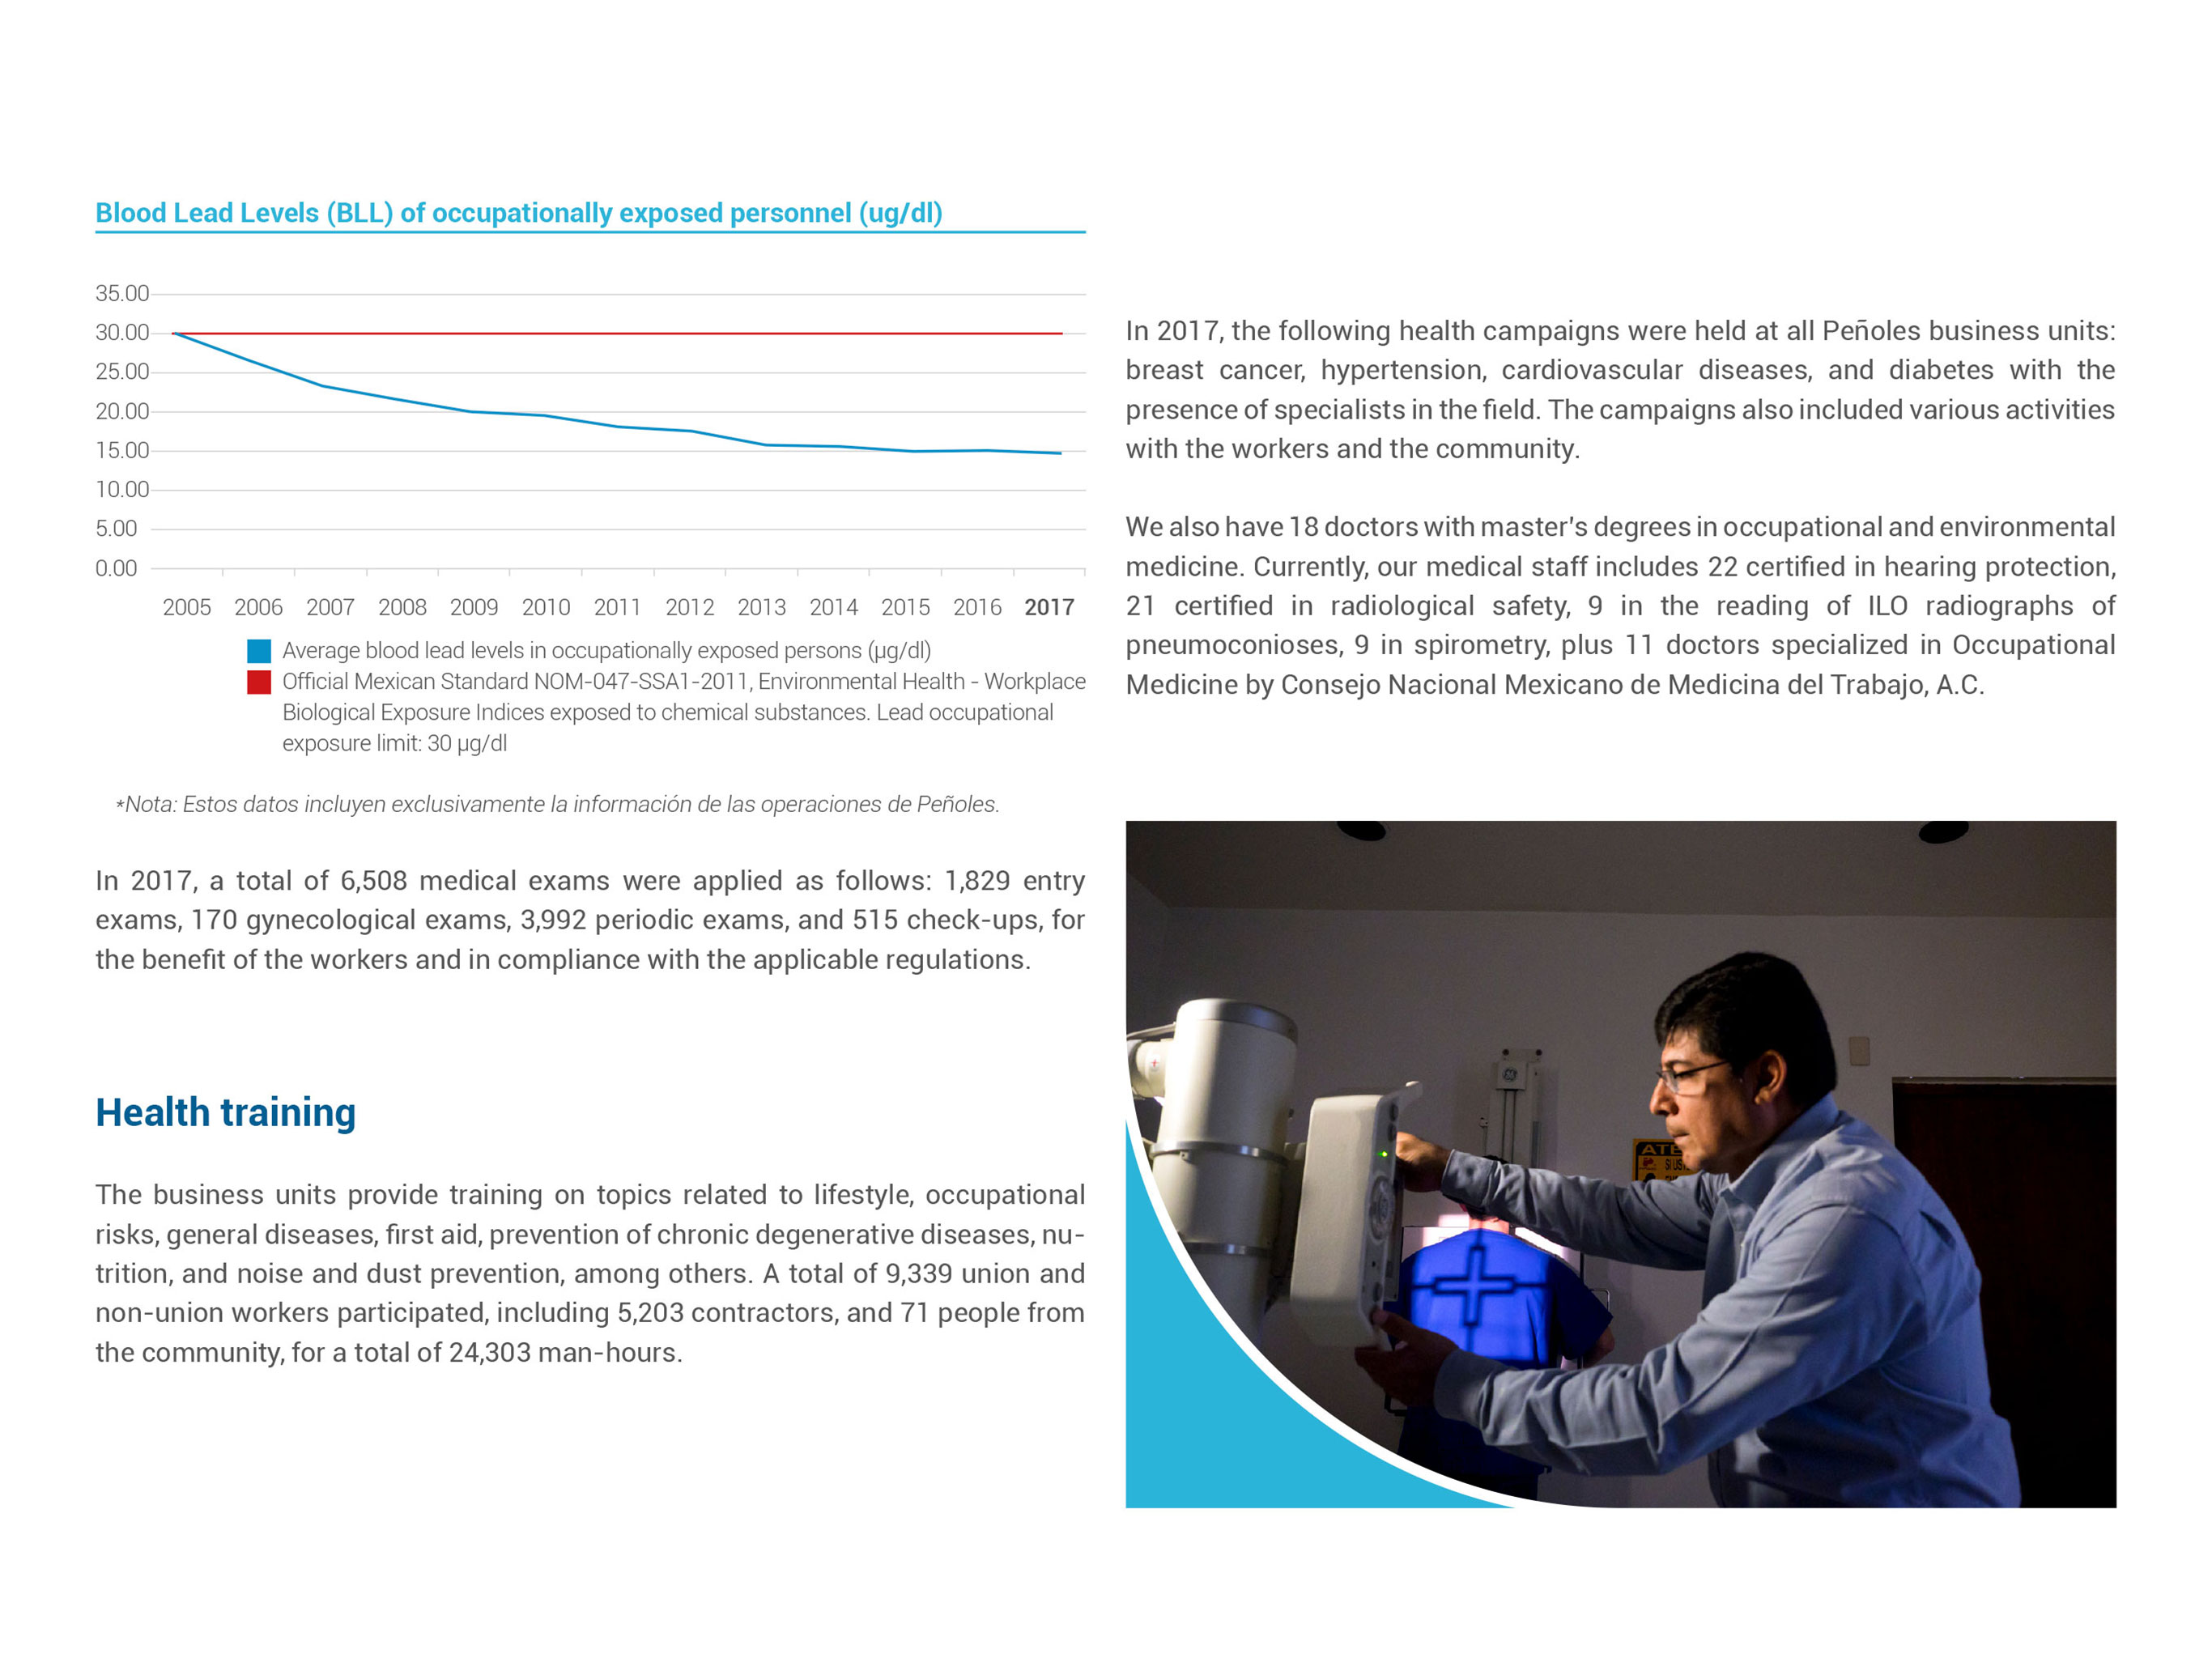 Blood Lead Levels (BLL) of occupationally exposed personnel (ug/dl)
35.00
30.00
25.00
20.00
15.00
10.00
5.00
0.00
2005 2006 2007 2008 2009 2010 2011 2012 2013 2014 2015 2016 2017
Average blood lead levels in occupationally exposed persons (µg/dl)
Official Mexican Standard NOM-047-SSA1-2011, Environmental Health - Workplace
Biological Exposure Indices exposed to chemical substances. Lead occupational
exposure limit: 30 µg/dl
*Nota: Estos datos incluyen exclusivamente la información de las operaciones de Peñoles.
In 2017, a total of 6,508 medical exams were applied as follows: 1,829 entry
exams, 170 gynecological exams, 3,992 periodic exams, and 515 check-ups, for
the benefit of the workers and in compliance with the applicable regulations.
Health training
The business units provide training on topics related to lifestyle, occupational
risks, general diseases, first aid, prevention of chronic degenerative diseases, nu-
trition, and noise and dust prevention, among others. A total of 9,339 union and
non-union workers participated, including 5,203 contractors, and 71 people from
the community, for a total of 24,303 man-hours.
In 2017, the following health campaigns were held at all Peñoles business units:
breast cancer, hypertension, cardiovascular diseases, and diabetes with the
presence of specialists in the field. The campaigns also included various activities
with the workers and the community.
We also have 18 doctors with master's degrees in occupational and environmental
medicine. Currently, our medical staff includes 22 certified in hearing protection,
21 certified in radiological safety, 9 in the reading of ILO radiographs of
pneumoconioses, 9 in spirometry, plus 11 doctors specialized in Occupational
Medicine by Consejo Nacional Mexicano de Medicina del Trabajo, A.C.